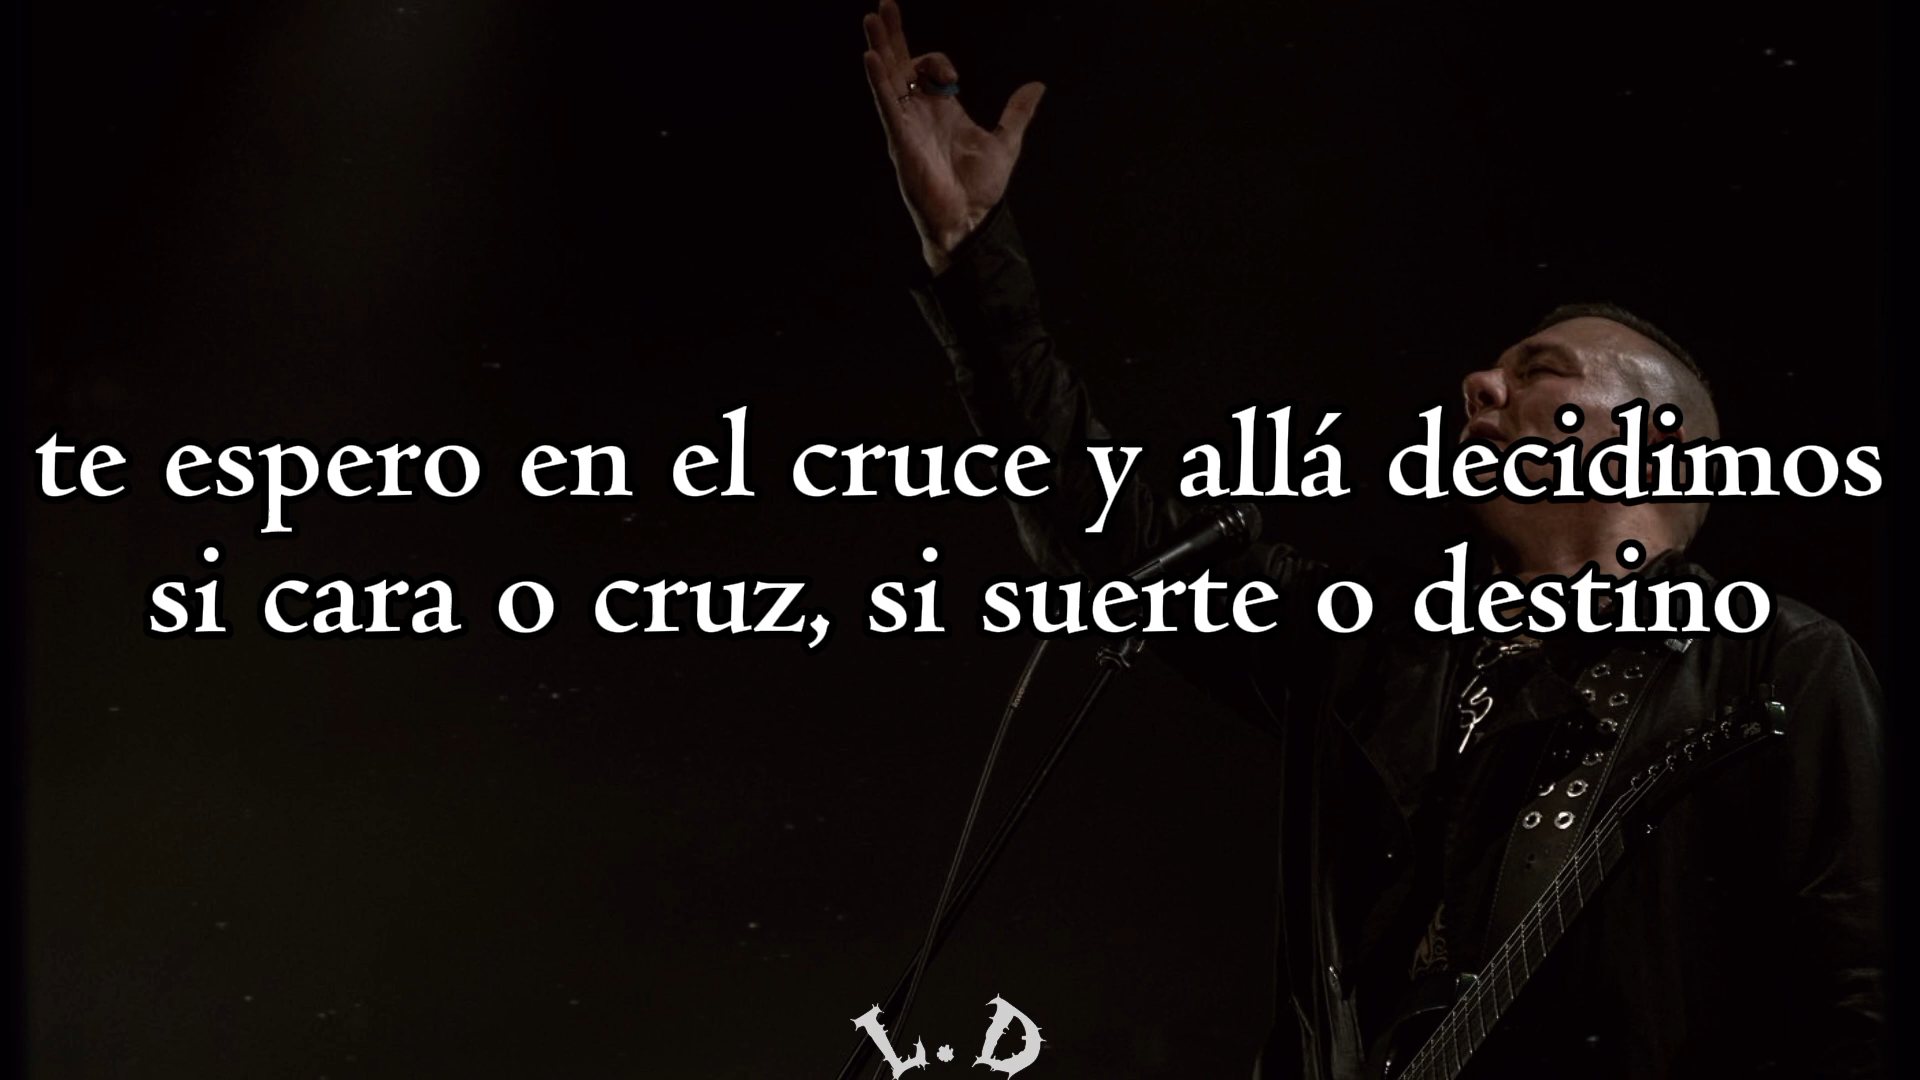 te espero en el cruce y allá decidimos
si cara o cruz, si suerte o destino
L.D